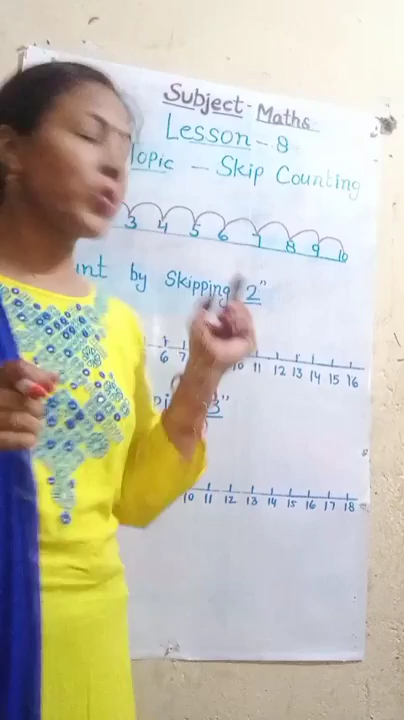 Subject - Maths
Lesson - 8
Topic - Skip Counting
3 4 5 6 7 8 9 10
by Skipping 2"
6 7 10 11 12 13 14 15 16
3"
10 11 12 13 14 15 16 17 18